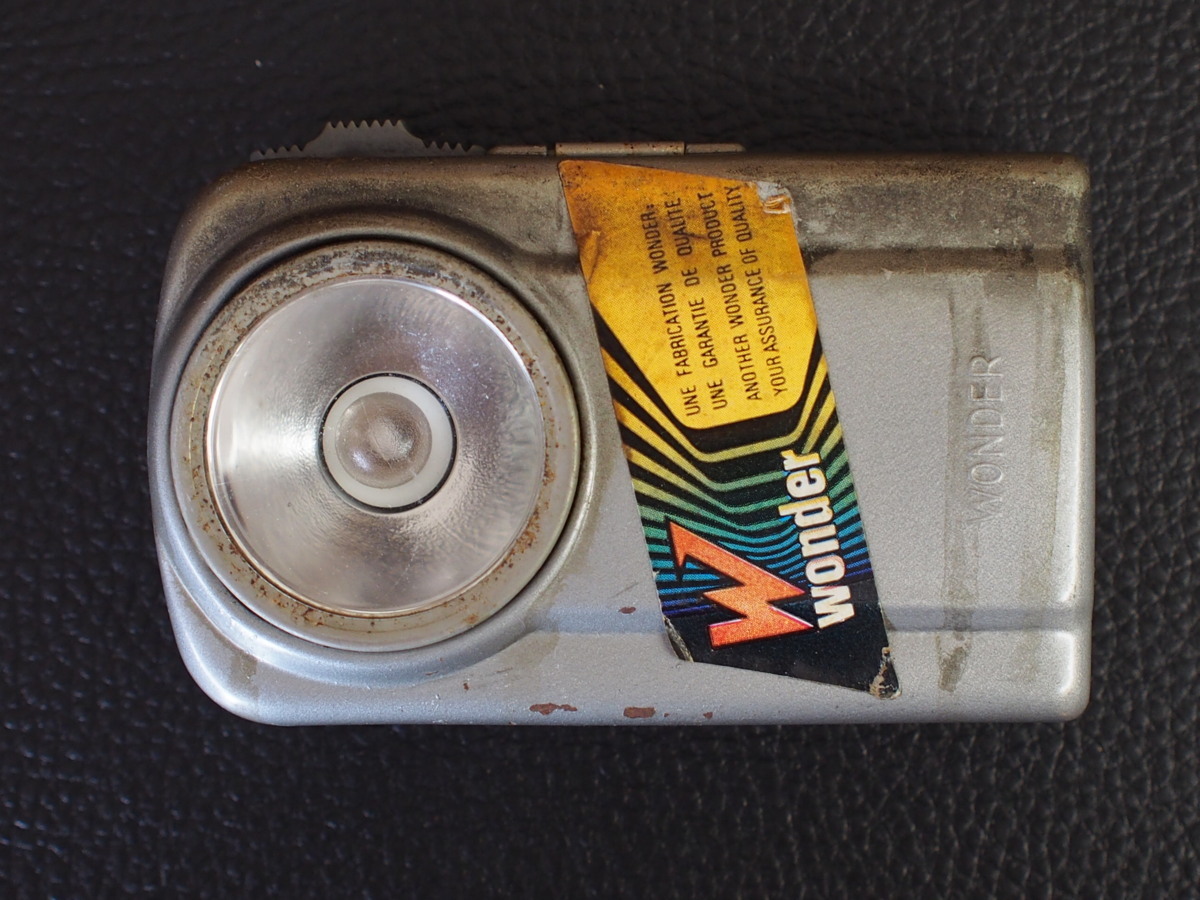 UNE FABRICATION WONDER:
UNE GARANTIE DE QUALITÉ
ANOTHER WONDER PRODUCT
YOUR ASSURANCE OF QUALITY
W
wonder
WONDER